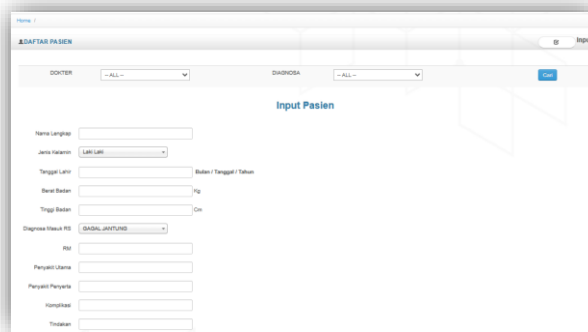 Home /
DAFTAR PASIEN
Inpu
DOKTER -- ALL -- DIAGNOSA -- ALL -- Cari
Input Pasien
Nama Lengkap
Jenis Kelamin Laki Laki
Tanggal Lahir Bulan / Tanggal / Tahun
Berat Badan Kg
Tinggi Badan Cm
Diagnosa Masuk RS GAGAL JANTUNG
RM
Penyakit Utama
Penyakit Penyerta
Komplikasi
Tindakan